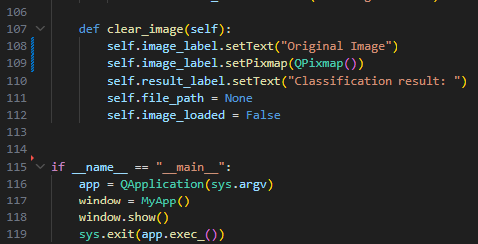 106
107 def clear_image(self):
108 self.image_label.setText("Original Image")
109 self.image_label.setPixmap(QPixmap())
110 self.result_label.setText("Classification result: ")
111 self.file_path = None
112 self.image_loaded = False
113
114
115 if __name__ == "__main__":
116 app = QApplication(sys.argv)
117 window = MyApp()
118 window.show()
119 sys.exit(app.exec_())